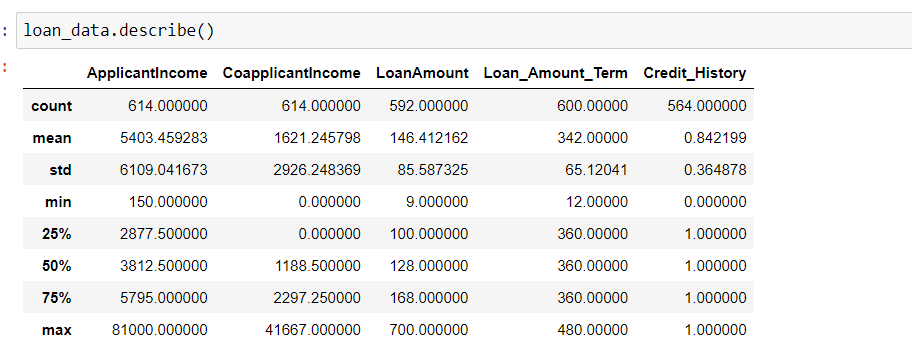 : loan_data.describe()
:
ApplicantIncome CoapplicantIncome LoanAmount Loan_Amount_Term Credit_History
count 614.000000 614.000000 592.000000 600.00000 564.000000
mean 5403.459283 1621.245798 146.412162 342.00000 0.842199
std 6109.041673 2926.248369 85.587325 65.12041 0.364878
min 150.000000 0.000000 9.000000 12.00000 0.000000
25% 2877.500000 0.000000 100.000000 360.00000 1.000000
50% 3812.500000 1188.500000 128.000000 360.00000 1.000000
75% 5795.000000 2297.250000 168.000000 360.00000 1.000000
max 81000.000000 41667.000000 700.000000 480.00000 1.000000